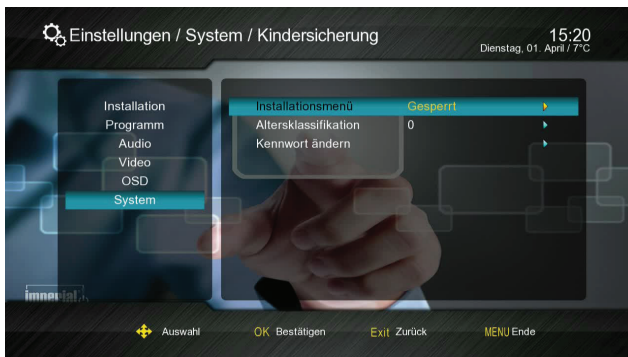 Einstellungen / System / Kindersicherung
15:20
Dienstag, 01. April / 7°C
Installation
Programm
Audio
Video
OSD
System
Installationsmenü Gesperrt
Altersklassifikation 0
Kennwort ändern
imperial
Auswahl
OK Bestätigen
Exit Zurück
MENU Ende